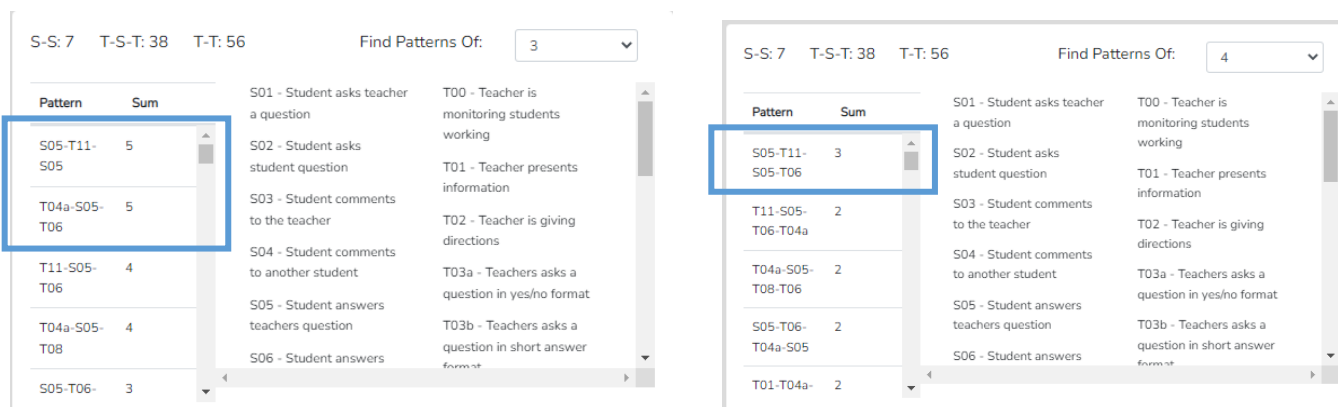 S-S: 7 T-S-T: 38 T-T: 56 Find Patterns Of: 3
Pattern Sum
S05-T11-
S05 5
T04a-S05-
T06 5
T11-S05-
T06 4
T04a-S05-
T08 4
S05-T06- 3
S01 - Student asks teacher
a question
S02 - Student asks
student question
S03 - Student comments
to the teacher
S04 - Student comments
to another student
S05 - Student answers
teachers question
S06 - Student answers
T00 - Teacher is
monitoring students
working
T01 - Teacher presents
information
T02 - Teacher is giving
directions
T03a - Teachers asks a
question in yes/no format
T03b - Teachers asks a
question in short answer
format
S-S: 7 T-S-T: 38 T-T: 56 Find Patterns Of: 4
Pattern Sum
S05-T11-
S05-T06 3
T11-S05-
T06-T04a 2
T04a-S05-
T08-T06 2
S05-T06-
T04a-S05 2
T01-T04a- 2
S01 - Student asks teacher
a question
S02 - Student asks
student question
S03 - Student comments
to the teacher
S04 - Student comments
to another student
S05 - Student answers
teachers question
S06 - Student answers
T00 - Teacher is
monitoring students
working
T01 - Teacher presents
information
T02 - Teacher is giving
directions
T03a - Teachers asks a
question in yes/no format
T03b - Teachers asks a
question in short answer
format